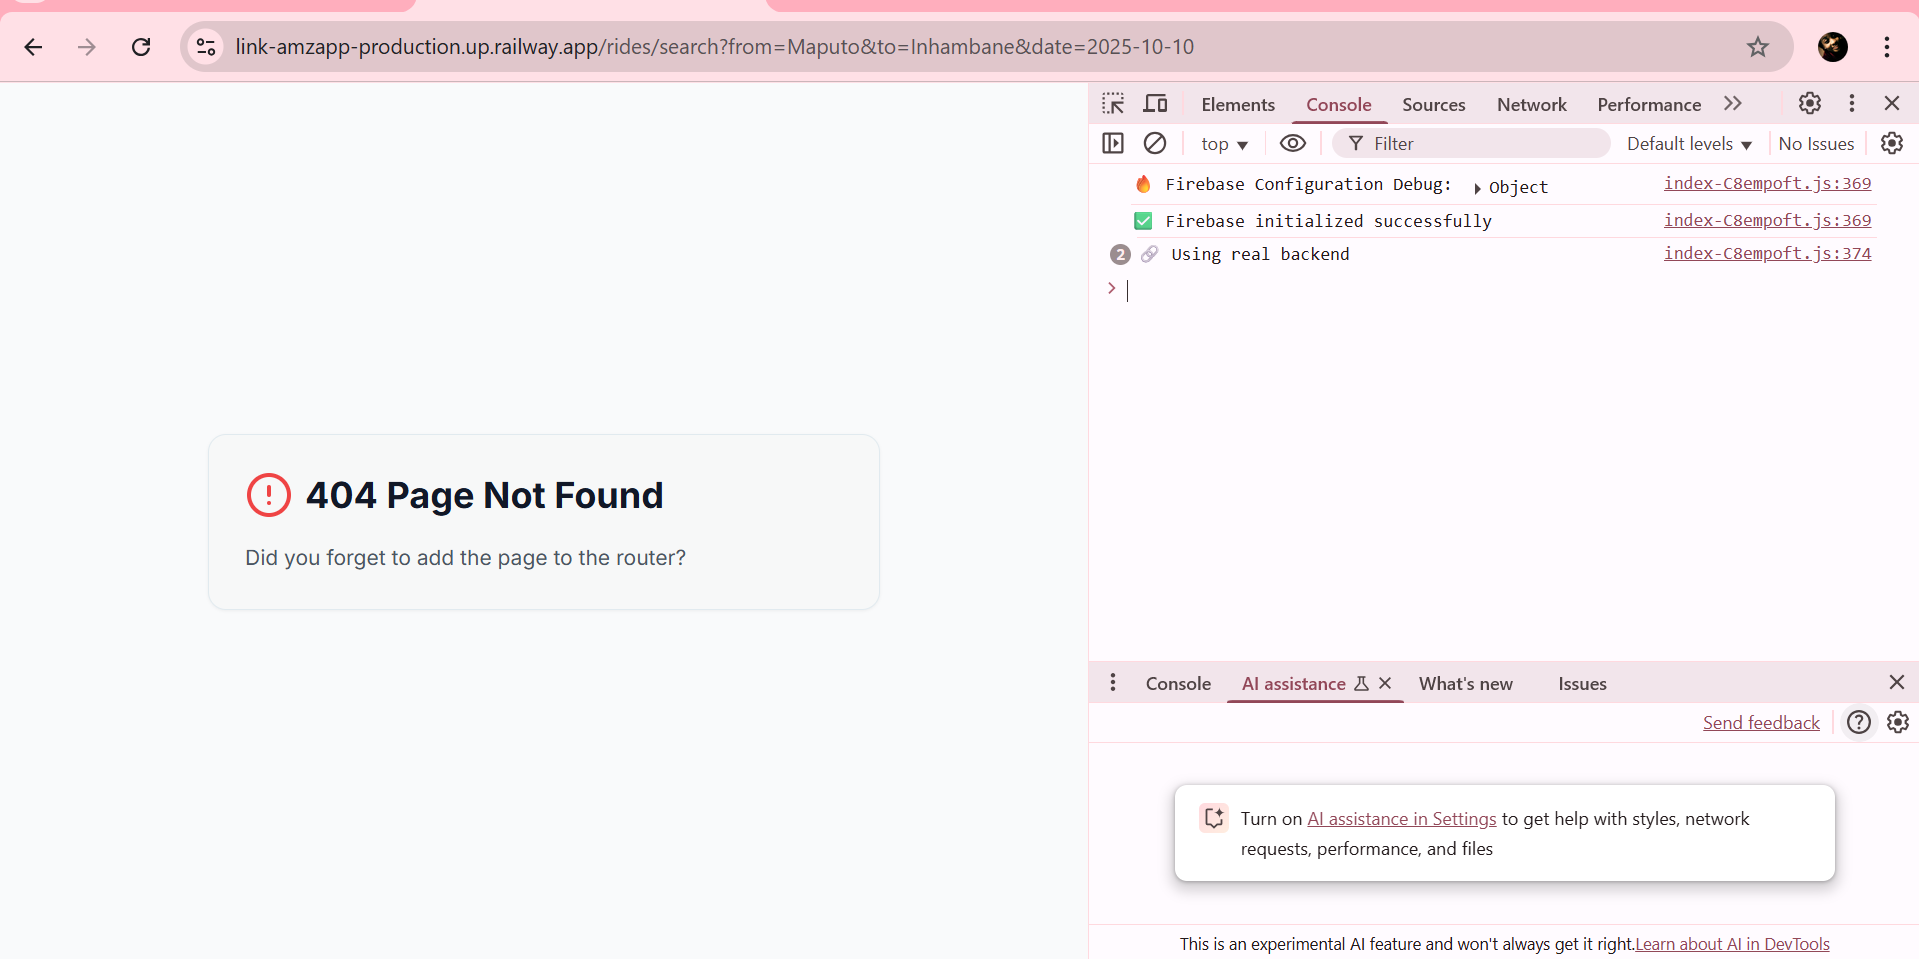 link-amzapp-production.up.railway.app/rides/search?from=Maputo&to=Inhambane&date=2025-10-10
404 Page Not Found
Did you forget to add the page to the router?
Elements Console Sources Network Performance
top Filter Default levels No Issues
Firebase Configuration Debug: Object index-C8empoft.js:369
Firebase initialized successfully index-C8empoft.js:369
2 Using real backend index-C8empoft.js:374
Console AI assistance What's new Issues
Send feedback
Turn on AI assistance in Settings to get help with styles, network
requests, performance, and files
This is an experimental AI feature and won't always get it right.Learn about AI in DevTools